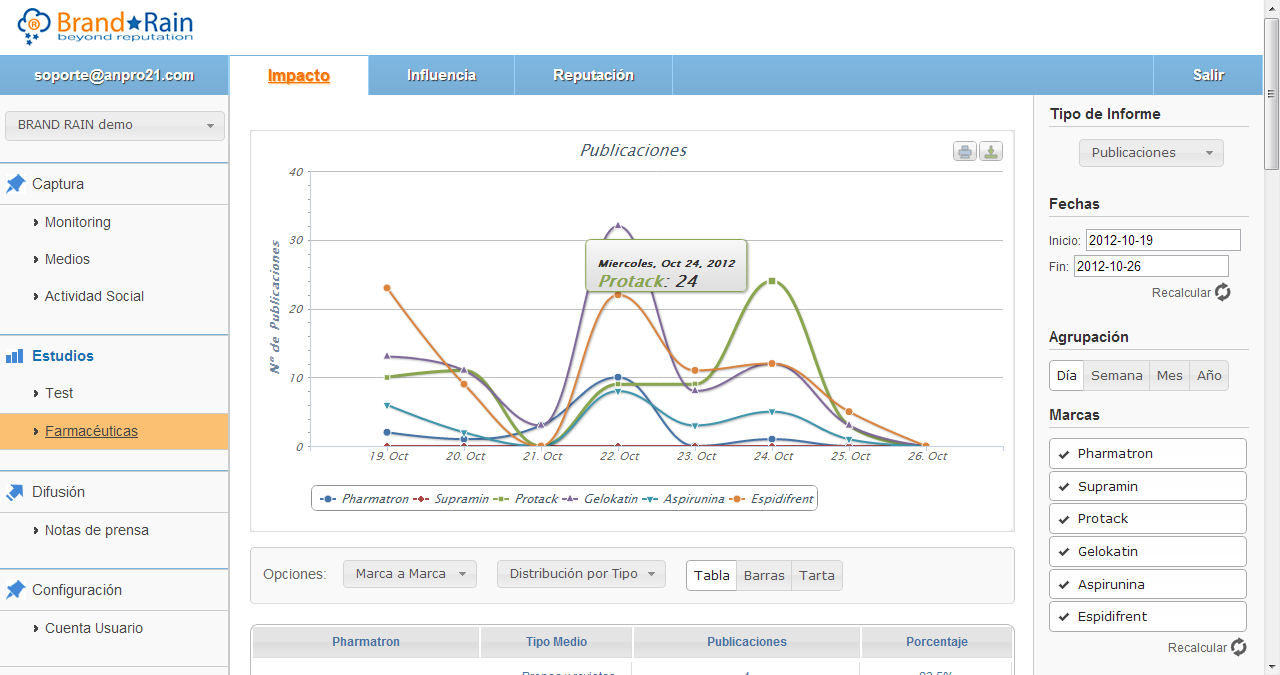 Brand★Rain
beyond reputation
soporte@anpro21.com
Impacto
Influencia
Reputación
Salir
BRAND RAIN demo
Captura
Monitoring
Medios
Actividad Social
Estudios
Test
Farmacéuticas
Difusión
Notas de prensa
Configuración
Cuenta Usuario
Publicaciones
Nº de Publicaciones
40
30
20
10
0
Miercoles, Oct 24, 2012
Protack: 24
19. Oct 20. Oct 21. Oct 22. Oct 23. Oct 24. Oct 25. Oct 26. Oct
Pharmatron Supramin Protack Gelokatin Aspirunina Espidifrent
Opciones: Marca a Marca Distribución por Tipo Tabla Barras Tarta
Pharmatron Tipo Medio Publicaciones Porcentaje
Tipo de Informe
Publicaciones
Fechas
Inicio: 2012-10-19
Fin: 2012-10-26
Recalcular
Agrupación
Día Semana Mes Año
Marcas
Pharmatron
Supramin
Protack
Gelokatin
Aspirunina
Espidifrent
Recalcular